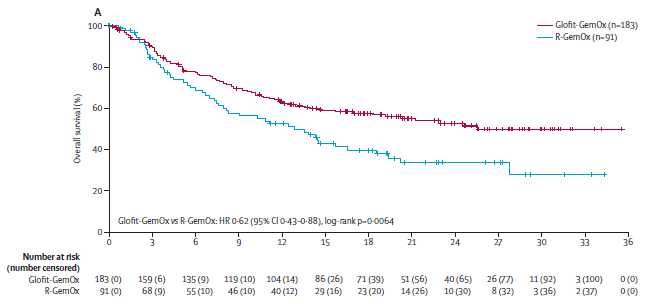 A
Glofit-GemOx (n=183)
R-GemOx (n=91)
Overall survival (%)
100
80
60
40
20
0
Glofit-GemOx vs R-GemOx: HR 0·62 (95% CI 0·43–0·88), log-rank p=0·0064
0 3 6 9 12 14 18 21 24 27 30 33 36
Number at risk
(number censored)
Glofit-GemOx 183 (0) 159 (6) 135 (9) 119 (10) 104 (14) 86 (26) 71 (39) 51 (56) 40 (65) 26 (77) 11 (92) 3 (100) 0 (0)
R-GemOx 91 (0) 68 (9) 55 (10) 46 (10) 40 (12) 29 (16) 23 (20) 14 (26) 10 (30) 8 (32) 3 (36) 2 (37) 0 (0)